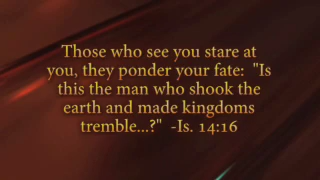 Those who see you stare at
you, they ponder your fate:  "Is
this the man who shook the
earth and made kingdoms
tremble...?"  -Is. 14:16